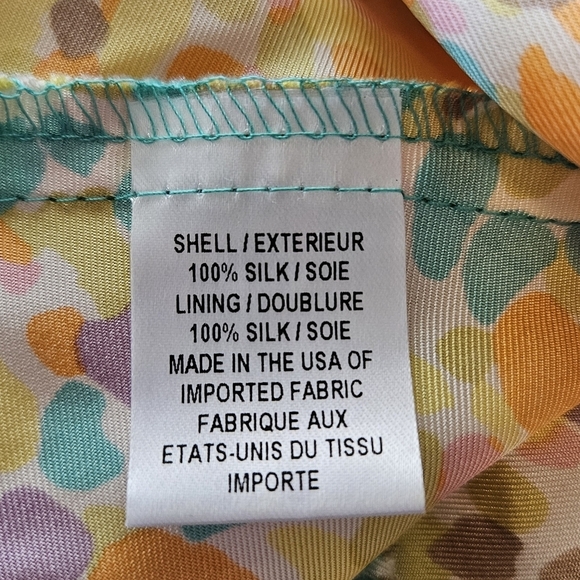 SHELL / EXTERIEUR
100% SILK / SOIE
LINING / DOUBLURE
100% SILK / SOIE
MADE IN THE USA OF
IMPORTED FABRIC
FABRIQUE AUX
ETATS-UNIS DU TISSU
IMPORTE